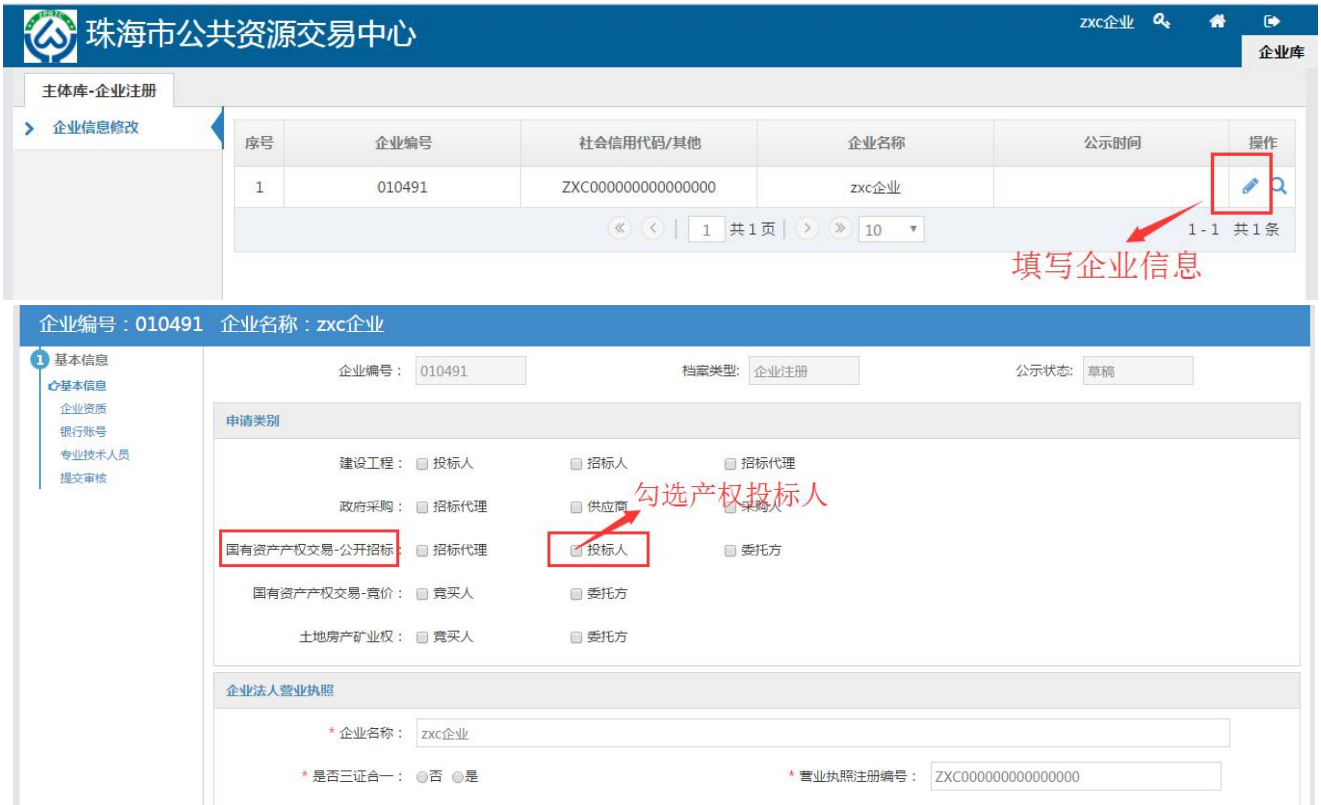 ZPRTC
珠海市公共资源交易中心
zxc企业
企业库
主体库-企业注册
企业信息修改
序号 企业编号 社会信用代码/其他 企业名称 公示时间 操作
1 010491 ZXC000000000000000 zxc企业
1 共1页 10 1-1 共1条
填写企业信息
企业编号：010491 企业名称：zxc企业
1 基本信息
基本信息
企业资质
银行账号
专业技术人员
提交审核
企业编号： 010491 档案类型: 企业注册 公示状态: 草稿
申请类别
建设工程： 投标人 招标人 招标代理
勾选产权投标人
政府采购： 招标代理 供应商 采购人
国有资产产权交易-公开招标： 招标代理 投标人 委托方
国有资产产权交易-竞价： 竟买人 委托方
土地房产矿业权： 竟买人 委托方
企业法人营业执照
* 企业名称： zxc企业
* 是否三证合一： 否 是 * 营业执照注册编号： ZXC000000000000000